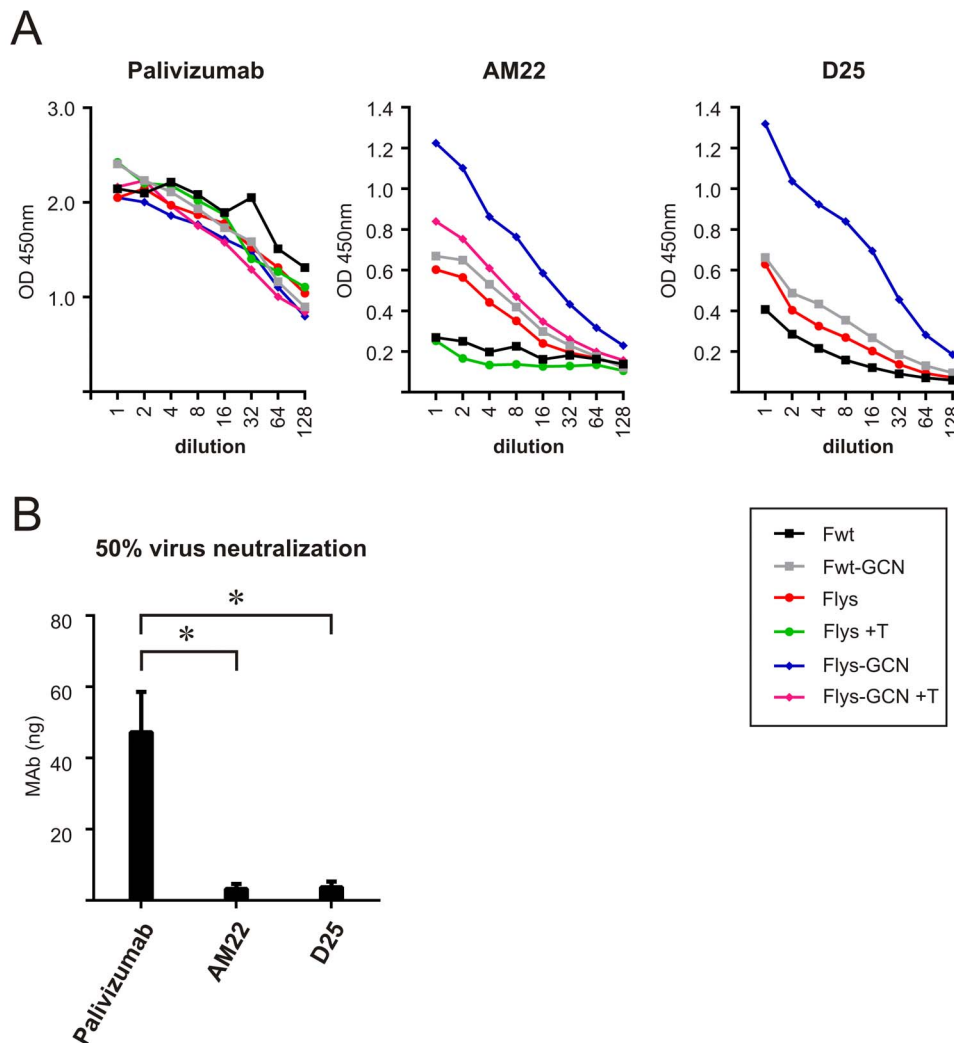 A
Palivizumab
AM22
D25
3.0
2.0
1.0
OD 450nm
1 2 4 8 16 32 64 128
dilution
1.4
1.2
1.0
0.8
0.6
0.4
0.2
OD 450nm
1 2 4 8 16 32 64 128
dilution
1.4
1.2
1.0
0.8
0.6
0.4
0.2
OD 450nm
1 2 4 8 16 32 64 128
dilution
B
50% virus neutralization
80
60
40
20
MAb (ng)
*
*
Palivizumab
AM22
D25
Fwt
Fwt-GCN
Flys
Flys +T
Flys-GCN
Flys-GCN +T